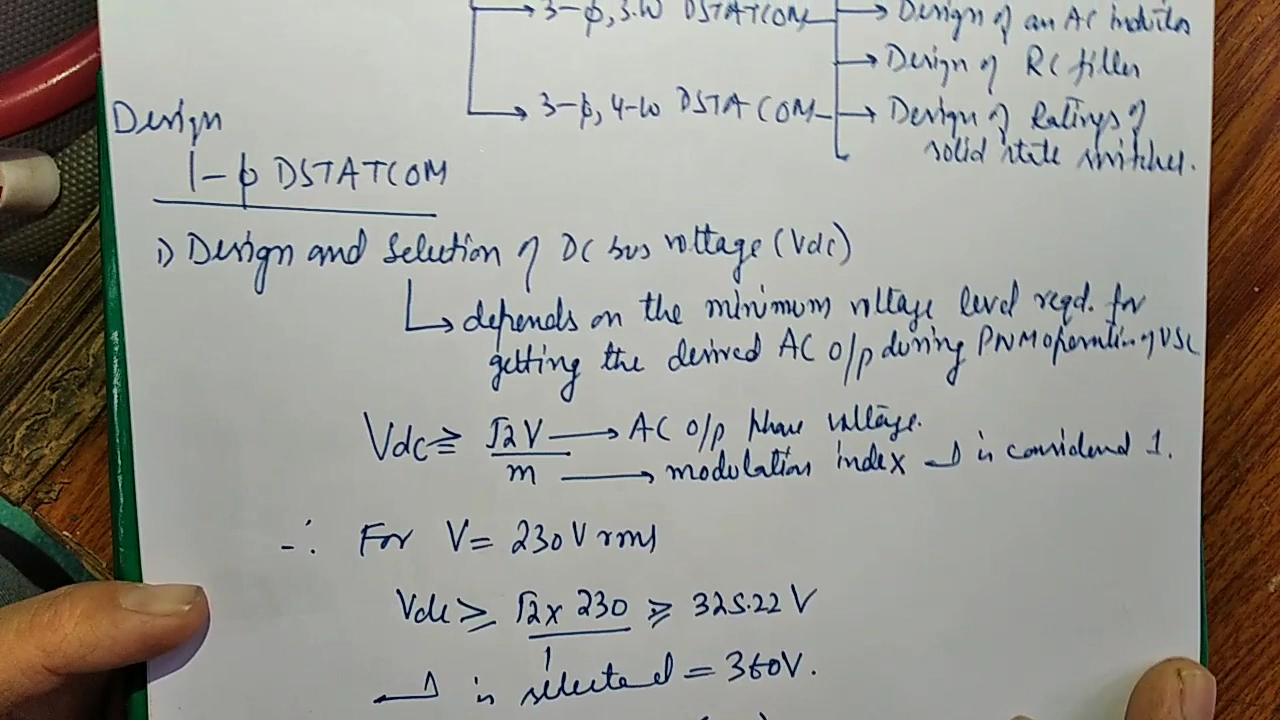 → 3-ϕ, 3-W DSTATCOM → Design of an AC inductor
→ Design of RC filter
→ 3-ϕ, 4-W DSTATCOM → Design of Ratings of
solid state switches.
Design
1-ϕ DSTATCOM
1) Design and Selection of DC bus voltage (Vdc)
↳ depends on the minimum voltage level reqd. for
getting the desired AC o/p during PWM operation of VSC
Vdc ≥ √2V/m
V → AC o/p phase voltage.
m → modulation index → is considered 1.
∴ For V = 230 V rms
Vdc ≥ √2 x 230/1 ≥ 325.22 V
→ is selected = 360V.